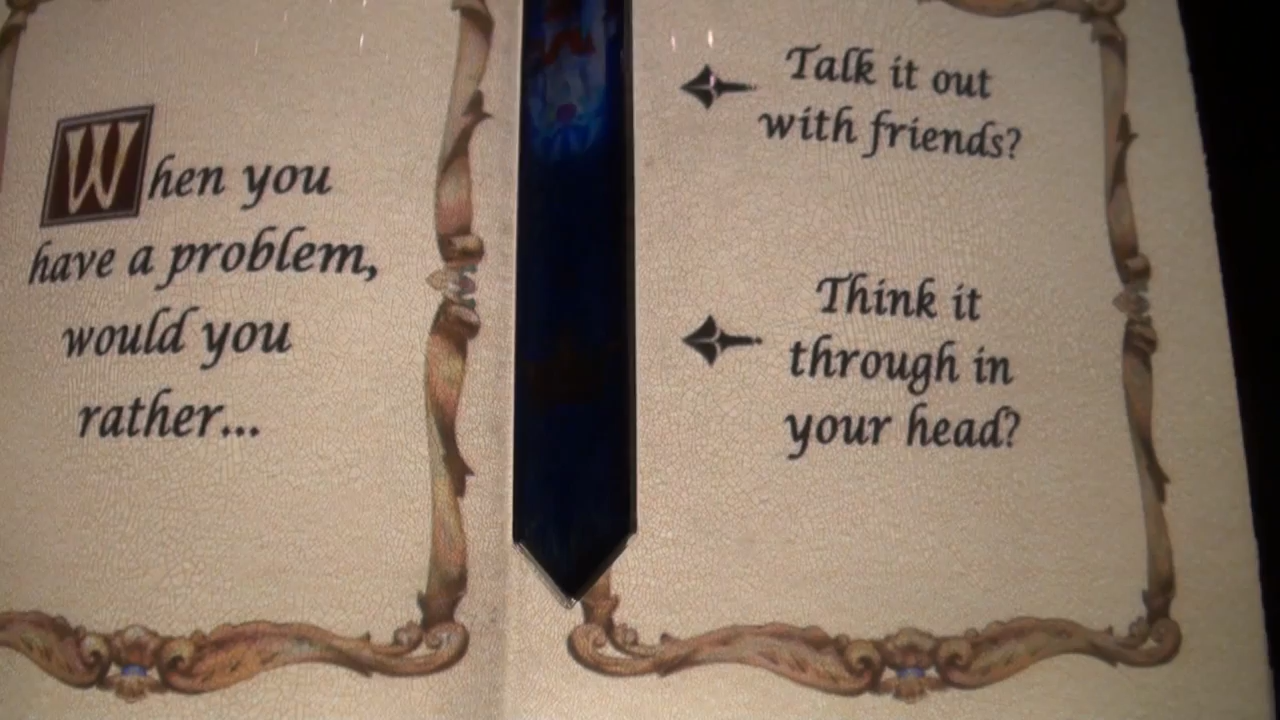 When you
have a problem,
would you
rather...
Talk it out
with friends?
Think it
through in
your head?